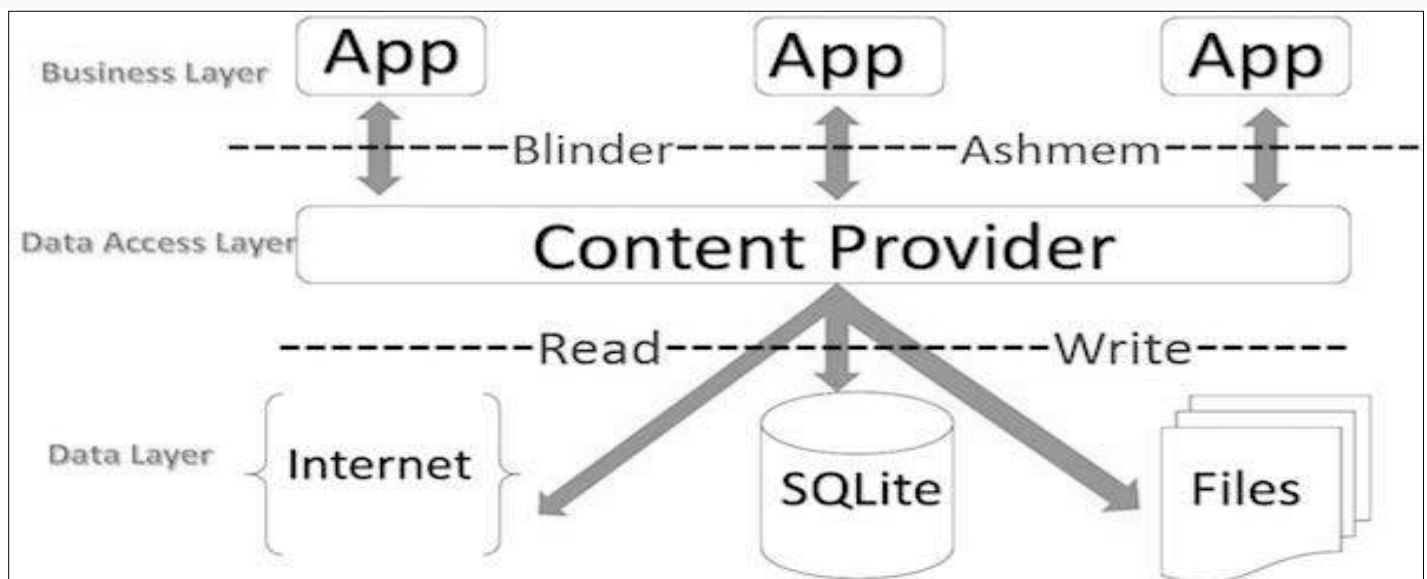 Business Layer
App
App
App
Blinder
Ashmem
Data Access Layer
Content Provider
Read
Write
Data Layer
Internet
SQLite
Files